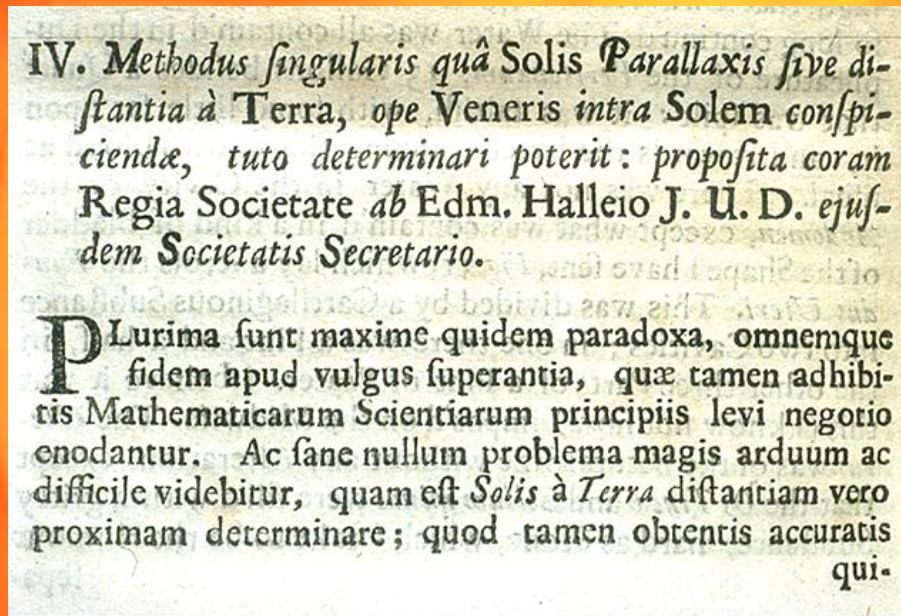 IV. Methodus ſingularis quâ Solis Parallaxis ſive di-
ſtantia à Terra, ope Veneris intra Solem conſpi-
ciendæ, tuto determinari poterit: propoſita coram
Regia Societate ab Edm. Halleio J. U. D. ejuſ-
dem Societatis Secretario.
PLurima ſunt maxime quidem paradoxa, omnemque
fidem apud vulgus ſuperantia, quæ tamen adhibi-
tis Mathematicarum Scientiarum principiis levi negotio
enodantur. Ac ſane nullum problema magis arduum ac
difficile videbitur, quam eſt Solis à Terra diſtantiam vero
proximam determinare; quod tamen obtentis accuratis
qui-